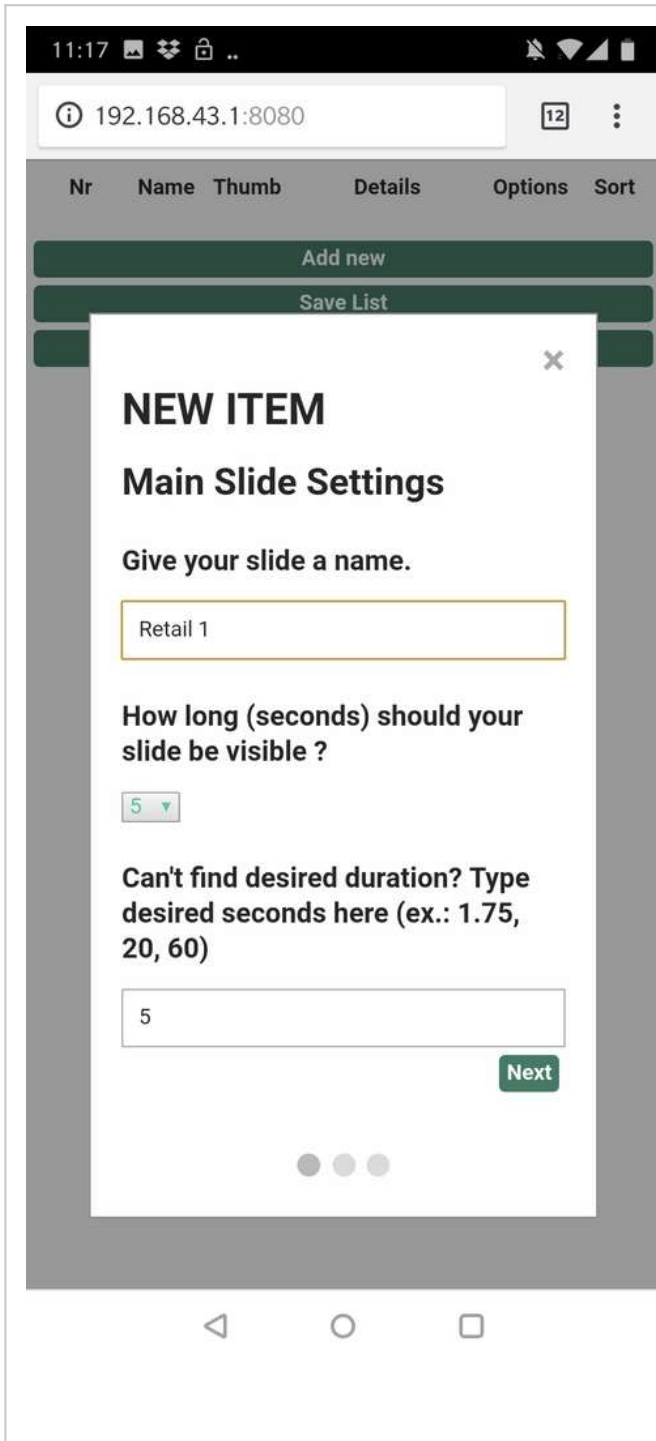 11:17 ..
192.168.43.1:8080 12
Nr Name Thumb Details Options Sort
Add new
Save List
×
NEW ITEM
Main Slide Settings
Give your slide a name.
Retail 1
How long (seconds) should your
slide be visible ?
5
Can't find desired duration? Type
desired seconds here (ex.: 1.75,
20, 60)
5
Next